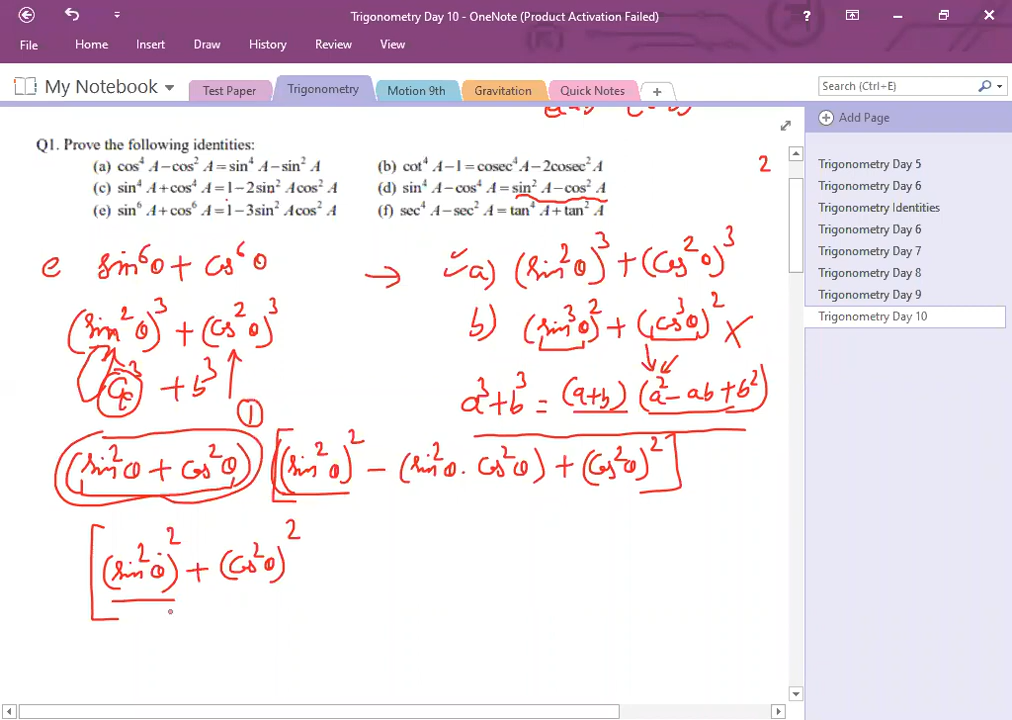 Trigonometry Day 10 - OneNote (Product Activation Failed)
File Home Insert Draw History Review View
My Notebook Test Paper Trigonometry Motion 9th Gravitation Quick Notes
Search (Ctrl+E)
Add Page
Trigonometry Day 5
Trigonometry Day 6
Trigonometry Identities
Trigonometry Day 6
Trigonometry Day 7
Trigonometry Day 8
Trigonometry Day 9
Trigonometry Day 10
Q1. Prove the following identities:
(a) cos⁴ A−cos² A=sin⁴ A−sin² A (b) cot⁴ A−1=cosec⁴ A−2cosec² A
2
(c) sin⁴ A+cos⁴ A=1−2sin² Acos² A (d) sin⁴ A−cos⁴ A=sin² A−cos² A
(e) sin⁶ A+cos⁶ A=1−3sin² Acos² A (f) sec⁴ A−sec² A=tan⁴ A+tan² A
e sin⁶θ + cos⁶θ → ✓a) (sin²θ)³ + (cos²θ)³
(sin²θ)³ + (cos²θ)³ b) (sin³θ)² + (cos³θ)² ✗
+ b³ a³+b³ = (a+b) (a² − ab + b²)
①
(sin²θ + cos²θ) [(sin²θ)² − (sin²θ . cos²θ) + (cos²θ)²]
[(sin²θ)² + (cos²θ)²